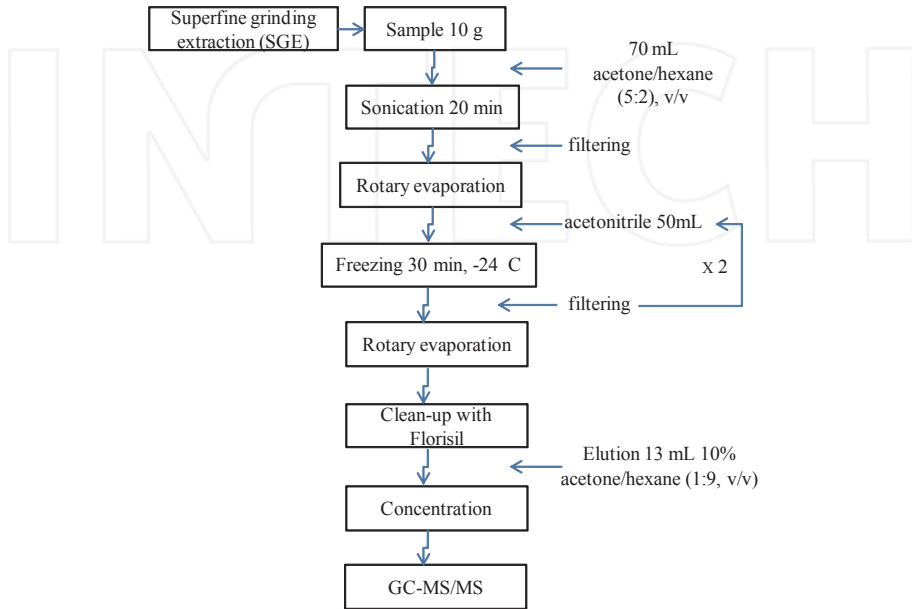 Superfine grinding
extraction (SGE)
Sample 10 g
70 mL
acetone/hexane
(5:2), v/v
Sonication 20 min
filtering
Rotary evaporation
acetonitrile 50mL
Freezing 30 min, -24  C
X 2
filtering
Rotary evaporation
Clean-up with
Florisil
Elution 13 mL 10%
acetone/hexane (1:9, v/v)
Concentration
GC-MS/MS
INTECH